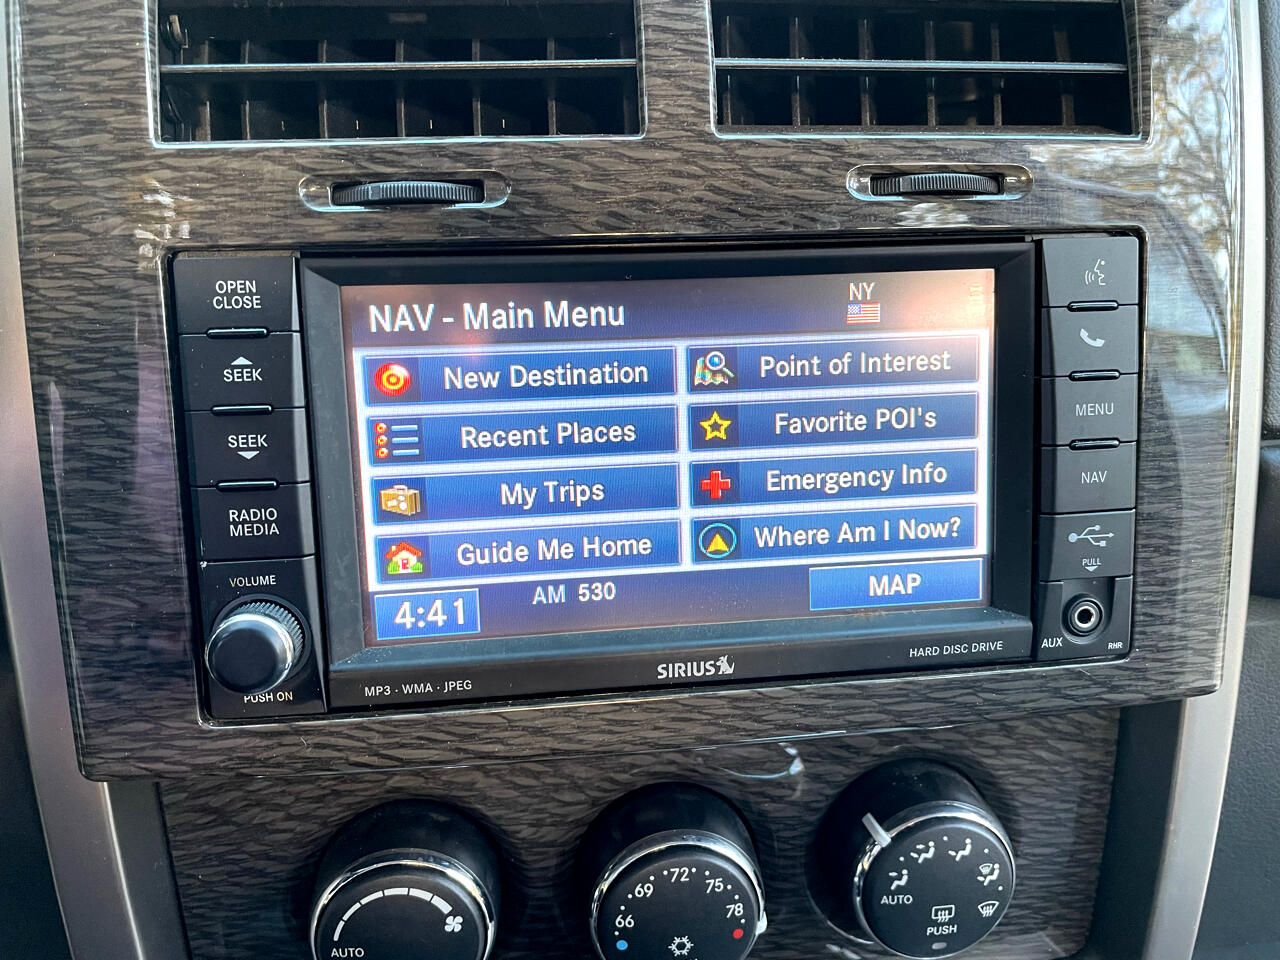 OPEN
CLOSE
SEEK
SEEK
RADIO
MEDIA
VOLUME
PUSH ON
NAV - Main Menu
NY
New Destination
Point of Interest
Recent Places
Favorite POI's
My Trips
Emergency Info
Guide Me Home
Where Am I Now?
4:41
AM 530
MAP
MP3 · WMA · JPEG
SIRIUS
HARD DISC DRIVE
MENU
NAV
PULL
AUX
RHR
AUTO
66
69
72
75
78
AUTO
PUSH